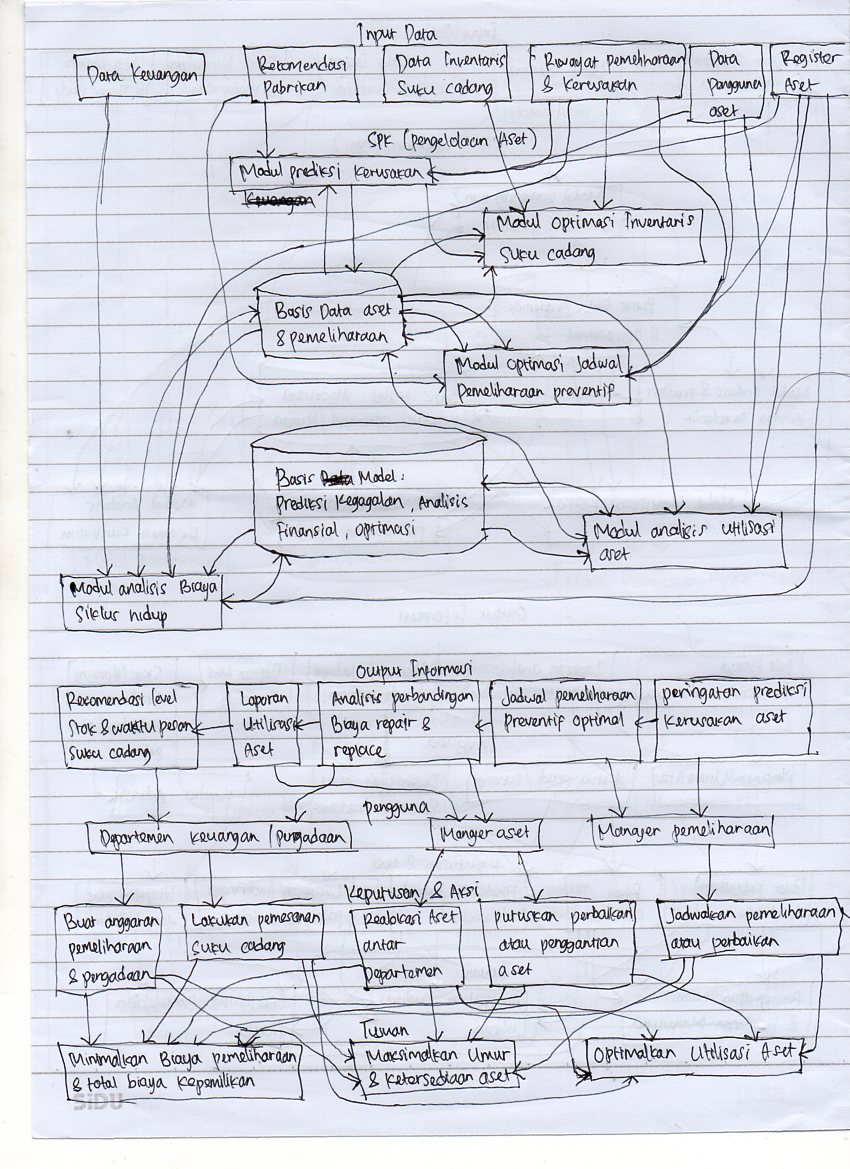 Input Data
Data Keuangan
Rekomendasi
Pabrikan
Data Inventaris
Suku cadang
Riwayat pemeliharaan
& Kerusakan
Data
Pengguna
aset
Register
Aset
SPK (pengelolaan Aset)
Modul prediksi Kerusakan
Modul Optimasi Inventaris
Suku cadang
Basis Data aset
& pemeliharaan
Modul Optimasi Jadwal
Pemeliharaan preventif
Basis Model:
Prediksi Kegagalan, Analisis
Finansial, Optimasi
Modul analisis Utilisasi
aset
Modul analisis Biaya
Siklus hidup
Output Informasi
Rekomendasi level
Stok & waktu pesan
Suku cadang
Laporan
Utilisasi
Aset
Analisis perbandingan
Biaya repair &
replace
Jadwal pemeliharaan
Preventif Optimal
peringatan prediksi
Kerusakan aset
pengguna
Departemen Keuangan / pengadaan
Manajer aset
Manajer pemeliharaan
Keputusan & Aksi
Buat anggaran
pemeliharaan
& pengadaan
Lakukan pemesanan
Suku cadang
Realokasi Aset
antar
Departemen
putuskan perbaikan
atau penggantian
aset
Jadwalkan pemeliharaan
atau perbaikan
Tujuan
Minimalkan Biaya pemeliharaan
& total biaya Kepemilikan
Maksimalkan Umur
& Ketersediaan aset
Optimalkan Utilisasi Aset
SiDU